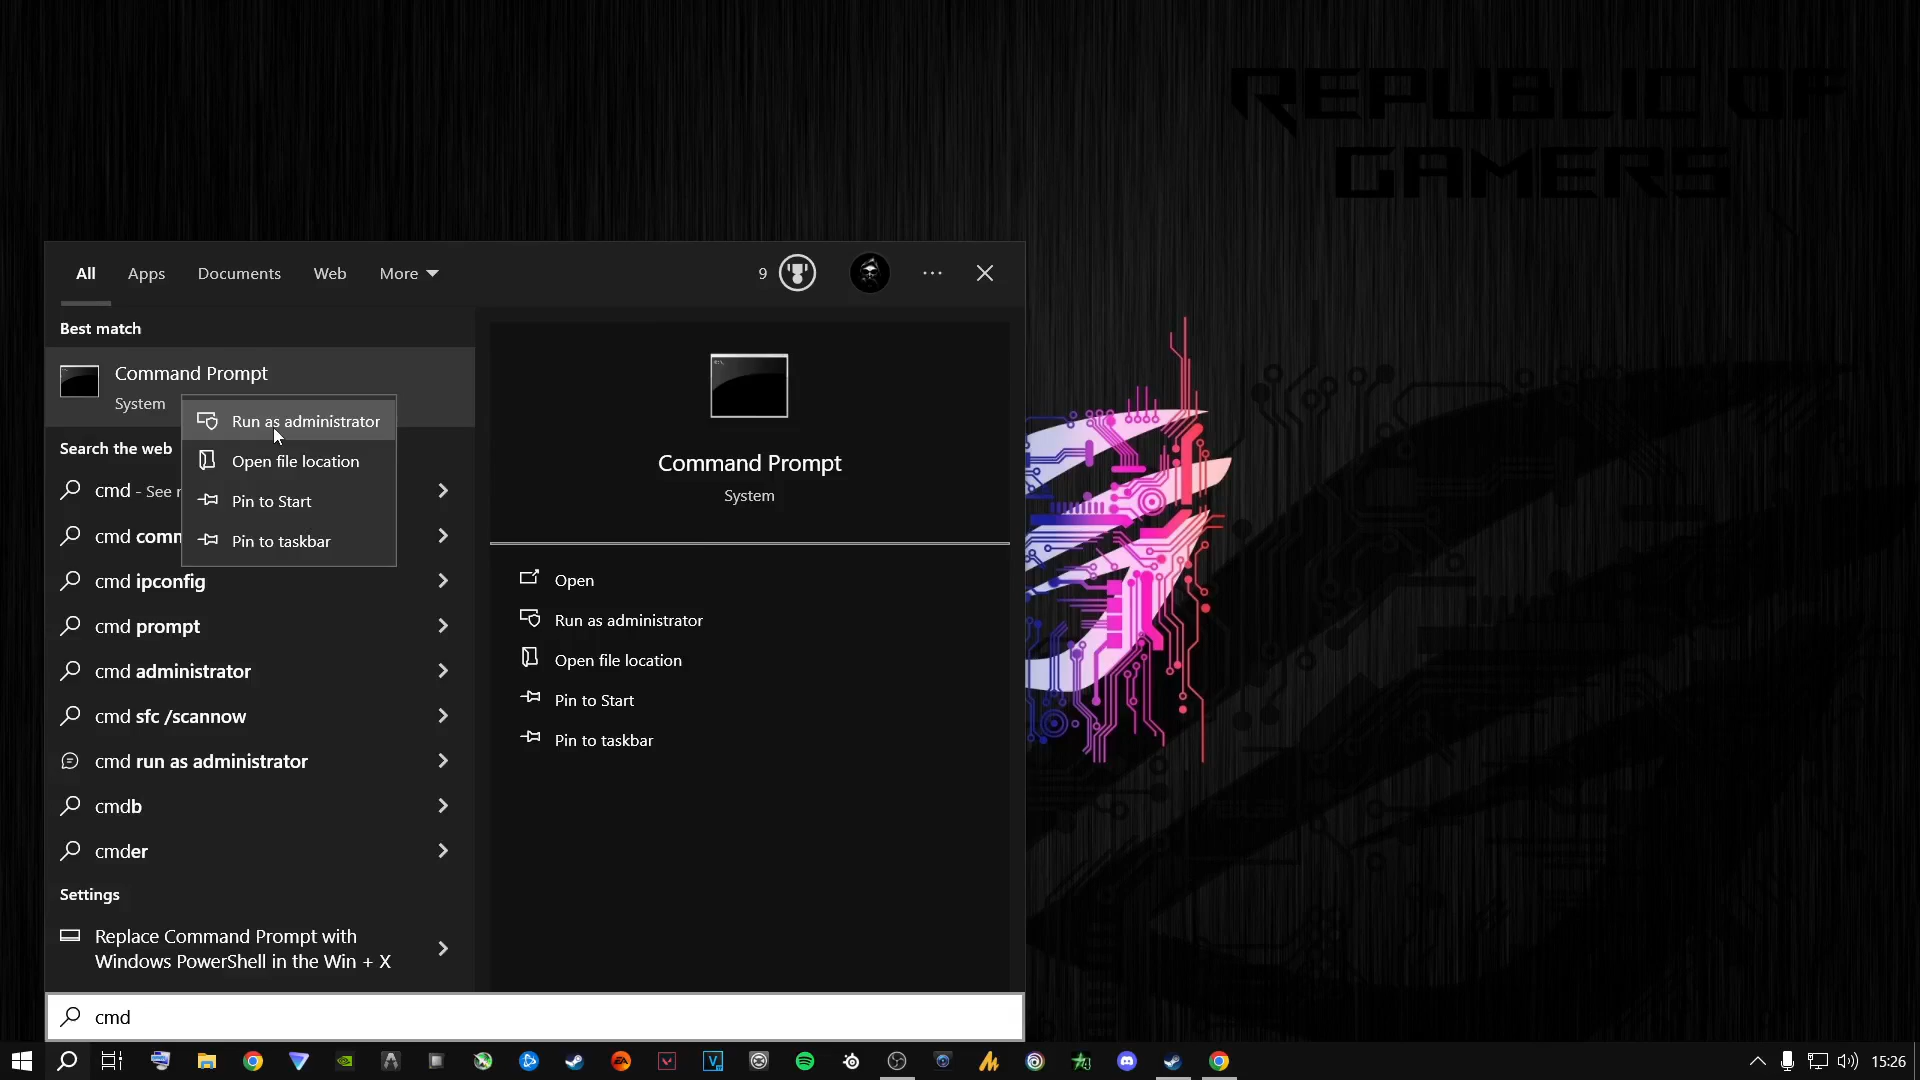 REPUBLIC OF
GAMERS
All
Apps
Documents
Web
More
9
Best match
Command Prompt
System
Run as administrator
Open file location
Pin to Start
Pin to taskbar
Search the web
cmd - See
cmd
cmd ipconfig
cmd prompt
cmd administrator
cmd sfc /scannow
cmd run as administrator
cmdb
cmder
Settings
Replace Command Prompt with
Windows PowerShell in the Win + X
cmd
Command Prompt
System
Open
Run as administrator
Open file location
Pin to Start
Pin to taskbar
EA
15:26